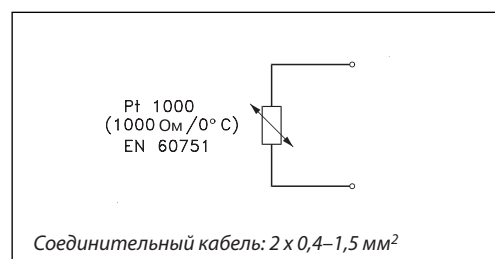 Pt 1000
(1000 Ом /0° C)
EN 60751
Соединительный кабель: 2 x 0,4–1,5 мм²